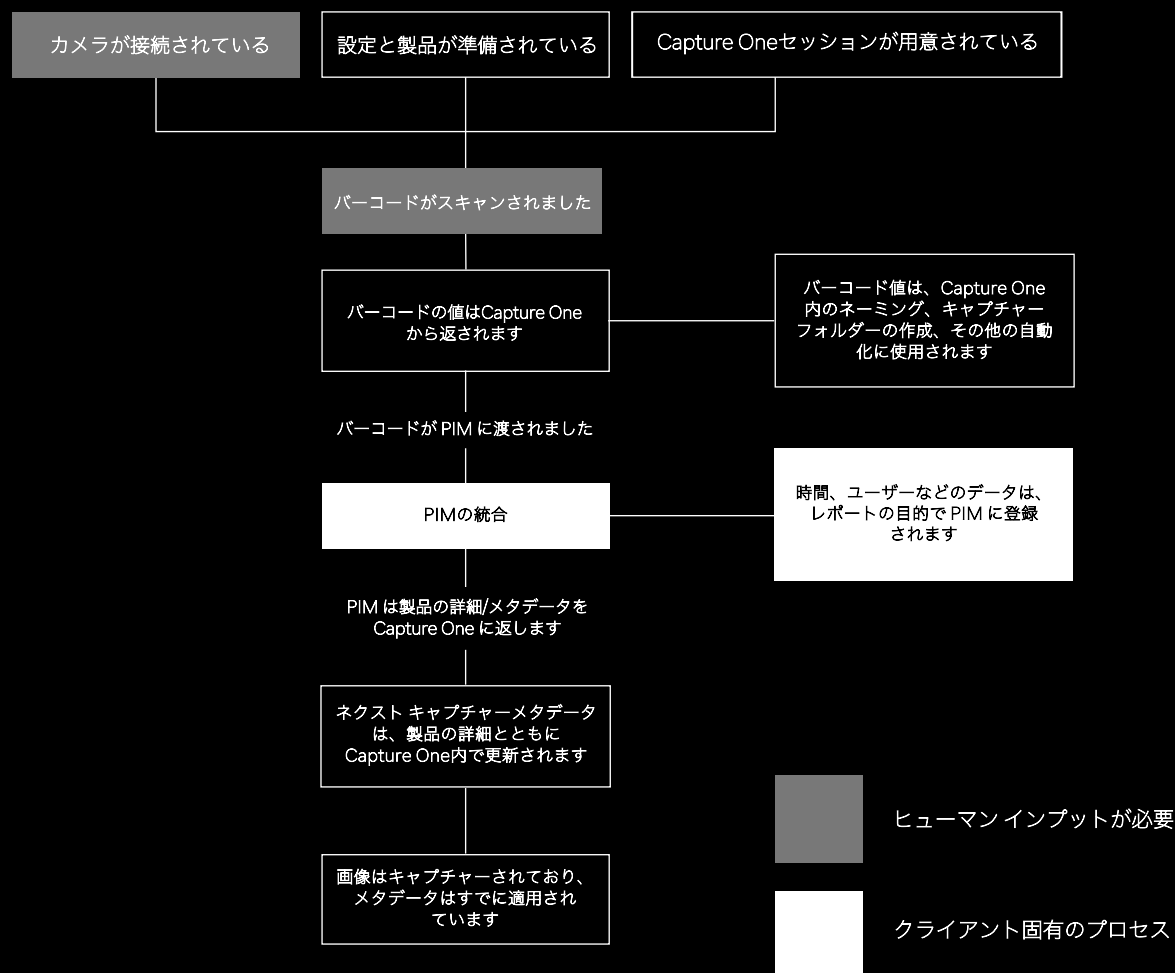 カメラが接続されている
設定と製品が準備されている
Capture Oneセッションが用意されている
バーコードがスキャンされました
バーコードの値はCapture One
から返されます
バーコード値は、Capture One
内のネーミング、キャプチャー
フォルダーの作成、その他の自動
化に使用されます
バーコードが PIM に渡されました
PIMの統合
時間、ユーザーなどのデータは、
レポートの目的で PIM に登録
されます
PIM は製品の詳細/メタデータを
Capture One に返します
ネクスト キャプチャーメタデータ
は、製品の詳細とともに
Capture One内で更新されます
画像はキャプチャーされており、
メタデータはすでに適用され
ています
ヒューマン インプットが必要
クライアント固有のプロセス